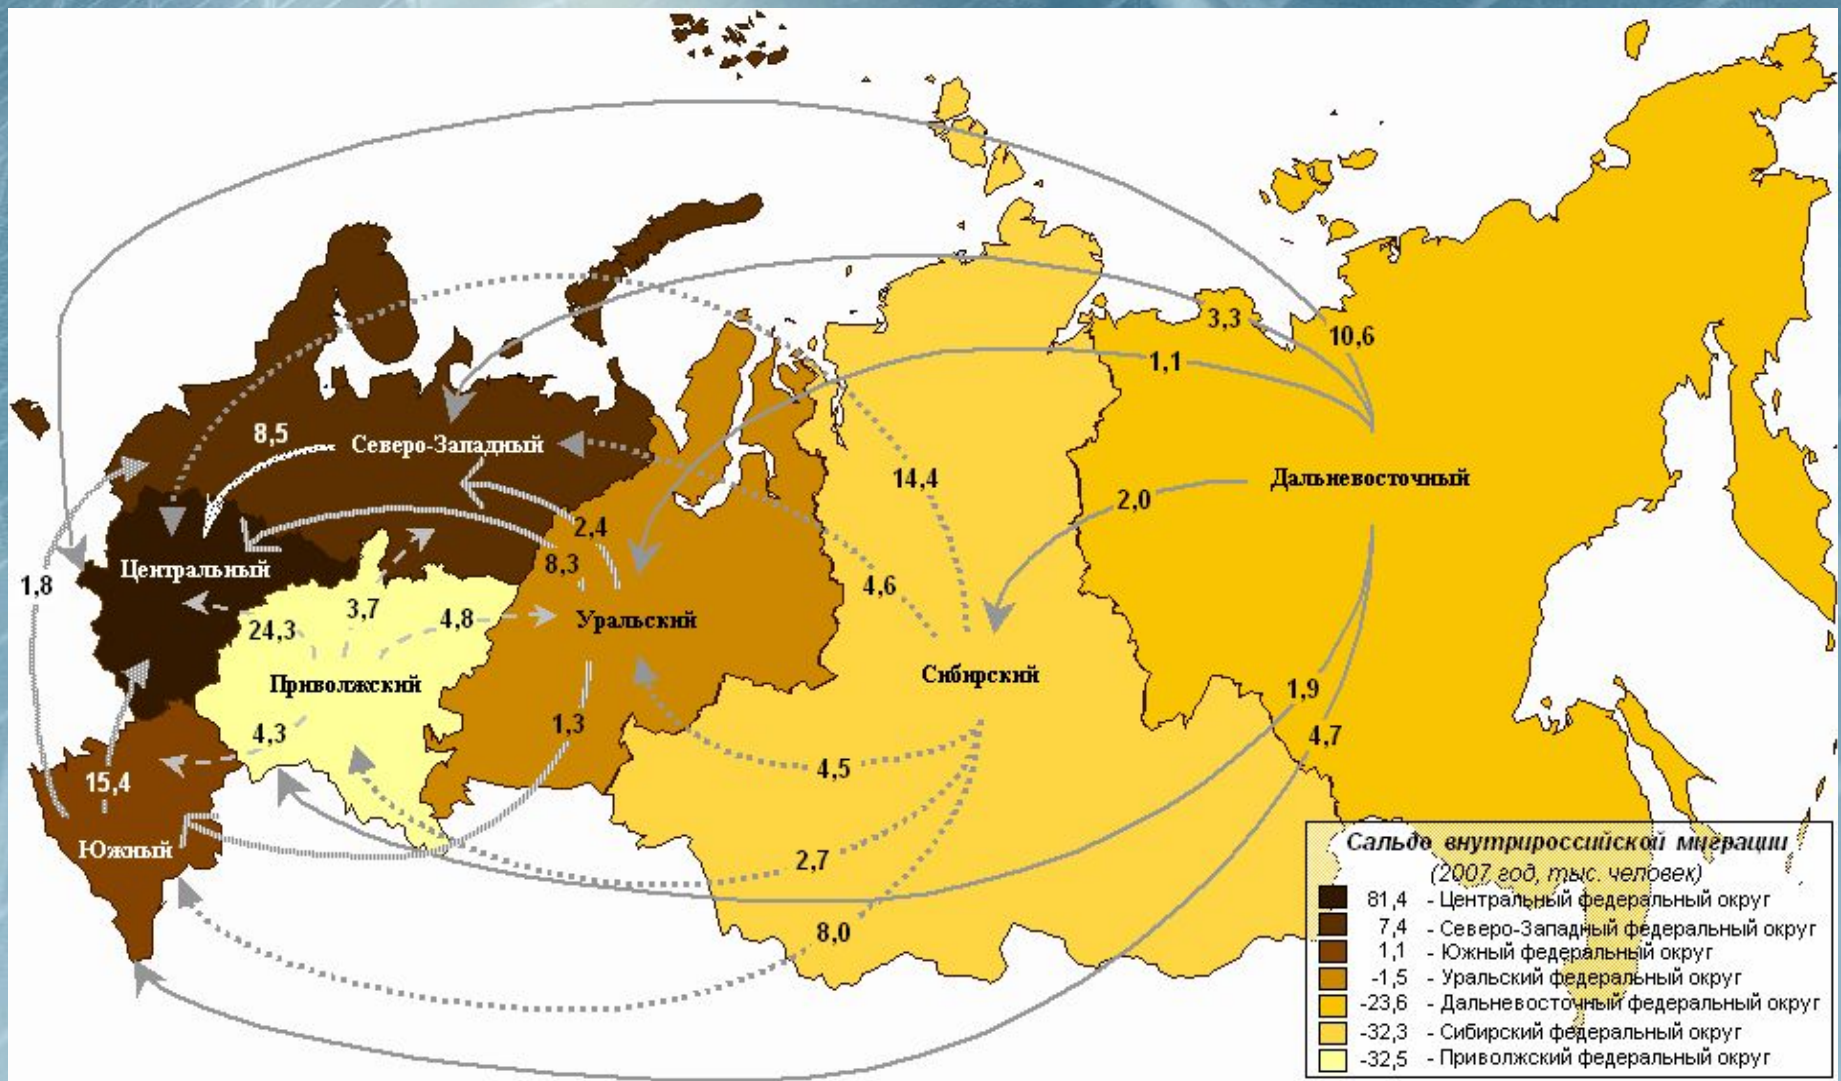 3,3
10,6
1,1
8,5
Северо-Западный
14,4
Дальневосточный
2,0
2,4
8,3
Центральный
1,8
4,6
3,7
24,3
4,8
Уральский
Приволжский
Сибирский
1,9
4,3
1,3
4,7
15,4
4,5
Южный
2,7
8,0
Сальдо внутрироссийской миграции
(2007 год, тыс. человек)
81,4 - Центральный федеральный округ
7,4 - Северо-Западный федеральный округ
1,1 - Южный федеральный округ
-1,5 - Уральский федеральный округ
-23,6 - Дальневосточный федеральный округ
-32,3 - Сибирский федеральный округ
-32,5 - Приволжский федеральный округ